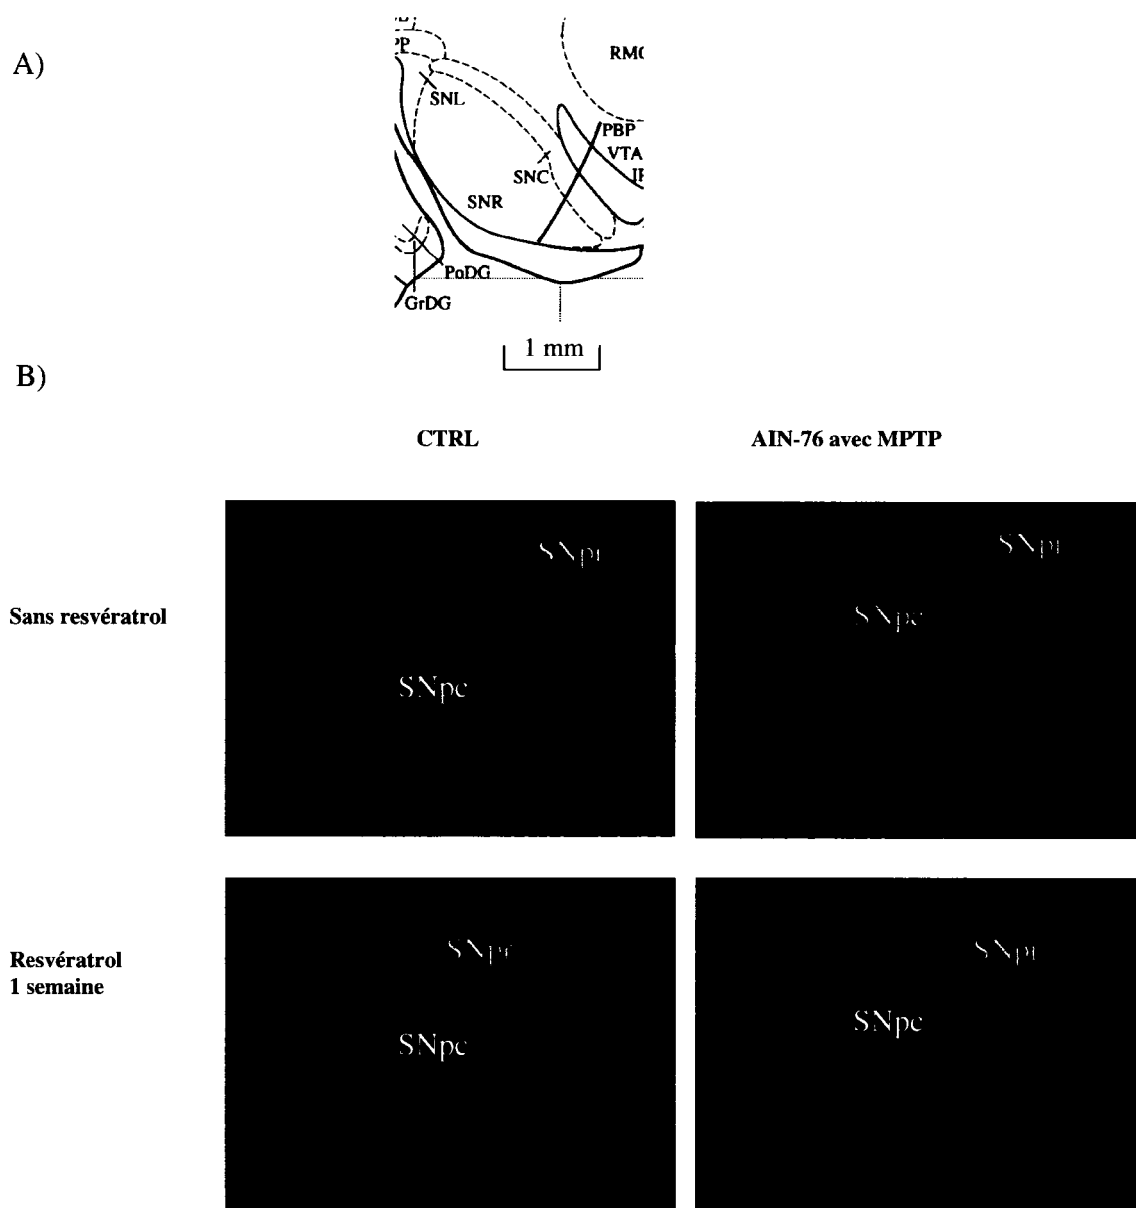 A)
RM
SNL
PBP
VTA
SNC
SNR
PoDG
GrDG
1 mm
B)
CTRL
AIN-76 avec MPTP
SNpr
SNpr
Sans resvératrol
SNpc
SNpc
SNpr
SNpr
Resvératrol
1 semaine
SNpc
SNpc